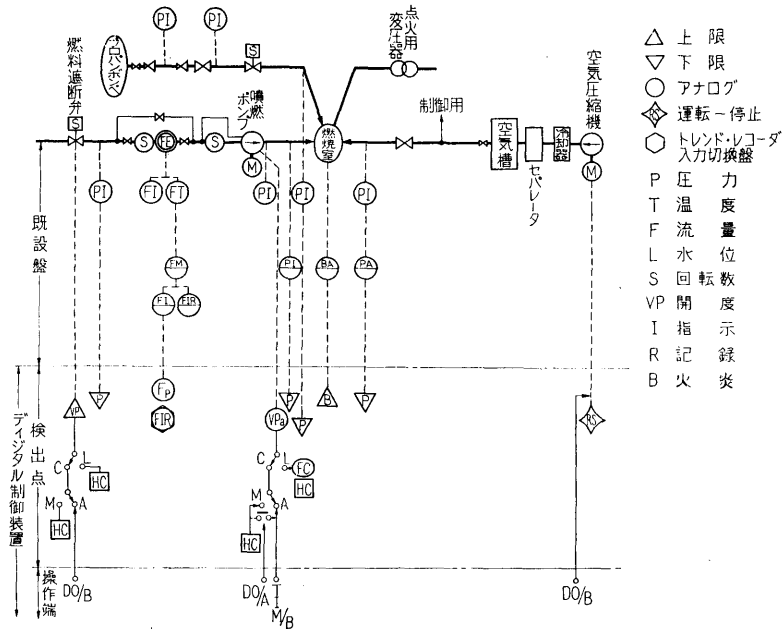 PI
PI
S
プロパンボンベ
燃料遮断弁
S
点火用
変圧器
制御用
空気圧縮機
噴燃
ポンプ
S
FE
S
M
燃焼室
空気槽
セパレータ
冷却器
M
PI
FI
FT
PI
PI
PI
FM
FI
FIR
PI
BA
PA
既設盤
ディジタル制御装置
検出点
操作端
VP
P
FP
FIR
P
P
VPa
B
P
RS
C
L
HC
M
A
HC
C
L
FC
HC
M
A
HC
DO/B
DO/A
M/B
DO/B
上限
下限
アナログ
RS
運転~停止
トレンド・レコーダ
入力切換盤
P 圧力
T 温度
F 流量
L 水位
S 回転数
VP 開度
I 指示
R 記録
B 火炎